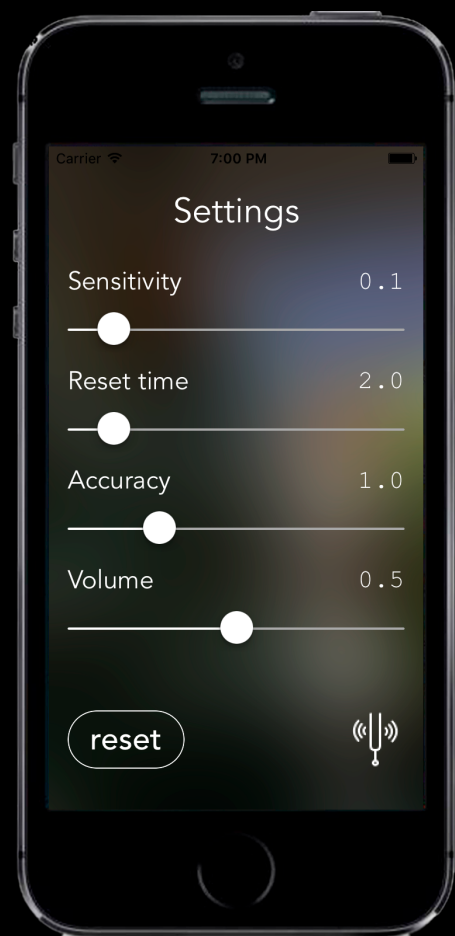 Carrier 7:00 PM
Settings
Sensitivity 0.1
Reset time 2.0
Accuracy 1.0
Volume 0.5
reset